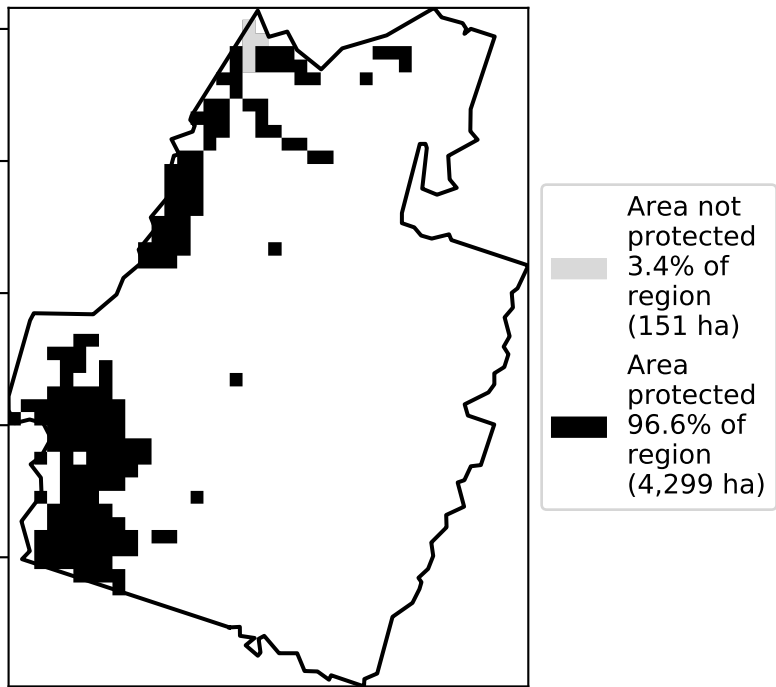 Area not
protected
3.4% of
region
(151 ha)
Area
protected
96.6% of
region
(4,299 ha)